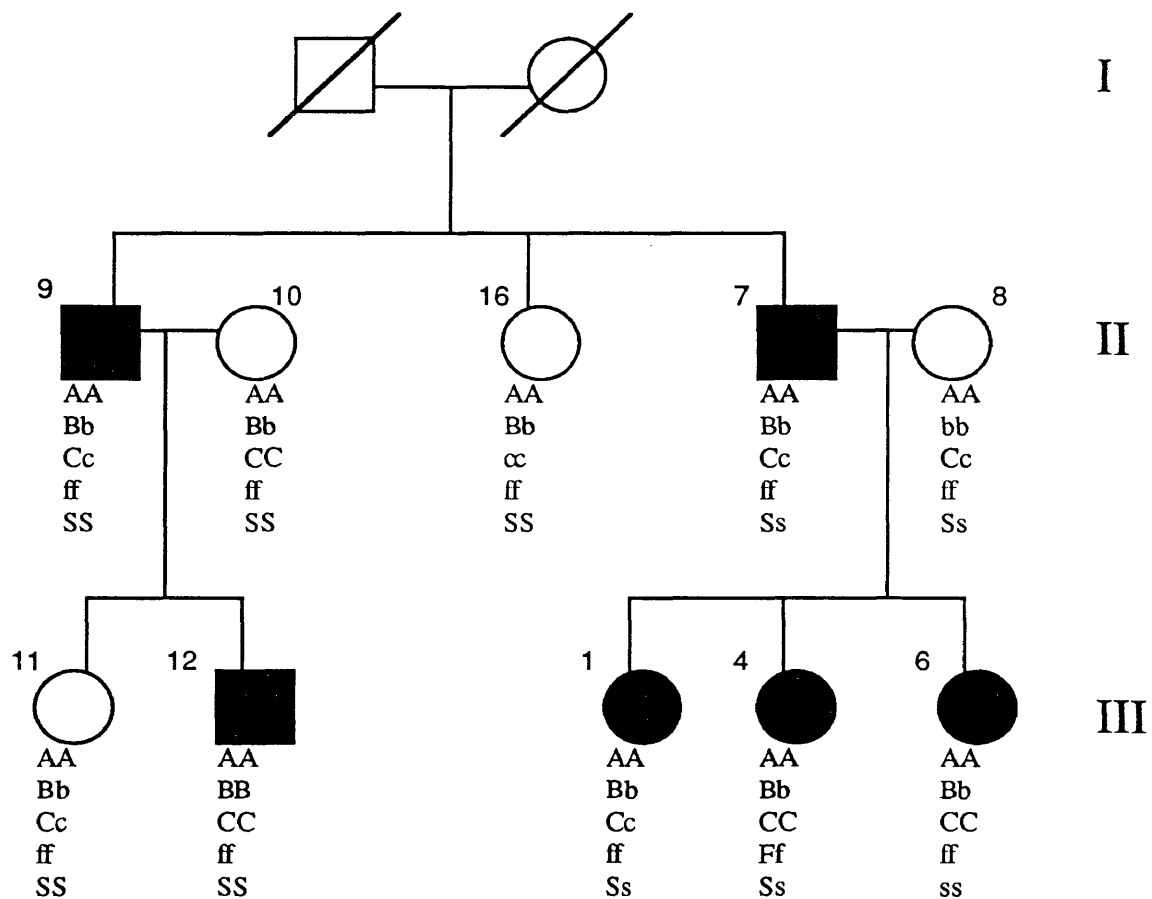 I
9
10
16
7
8
II
AA
AA
AA
AA
AA
Bb
Bb
Bb
Bb
bb
Cc
CC
cc
Cc
Cc
ff
ff
ff
ff
ff
SS
SS
SS
Ss
Ss
11
12
1
4
6
III
AA
AA
AA
AA
AA
Bb
BB
Bb
Bb
Bb
Cc
CC
Cc
CC
CC
ff
ff
ff
Ff
ff
SS
SS
Ss
Ss
ss